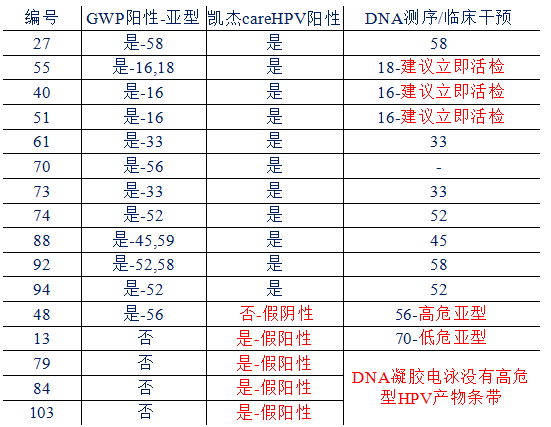 编号 GWP阳性-亚型 凯杰careHPV阳性 DNA测序/临床干预
27 是-58 是 58
55 是-16,18 是 18-建议立即活检
40 是-16 是 16-建议立即活检
51 是-16 是 16-建议立即活检
61 是-33 是 33
70 是-56 是 -
73 是-33 是 33
74 是-52 是 52
88 是-45,59 是 45
92 是-52,58 是 58
94 是-52 是 52
48 是-56 否-假阴性 56-高危亚型
13 否 是-假阳性 70-低危亚型
79 否 是-假阳性
84 否 是-假阳性
103 否 是-假阳性
DNA凝胶电泳没有高危
型HPV产物条带